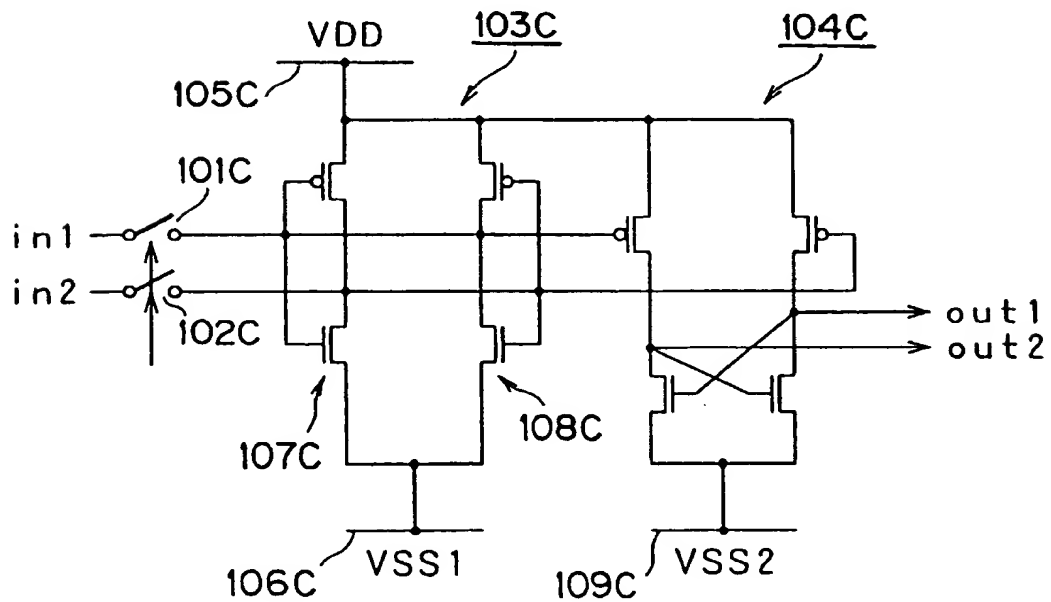 VDD
103C
104C
105C
101C
in1
in2
102C
out1
out2
107C
108C
106C
VSS1
109C
VSS2